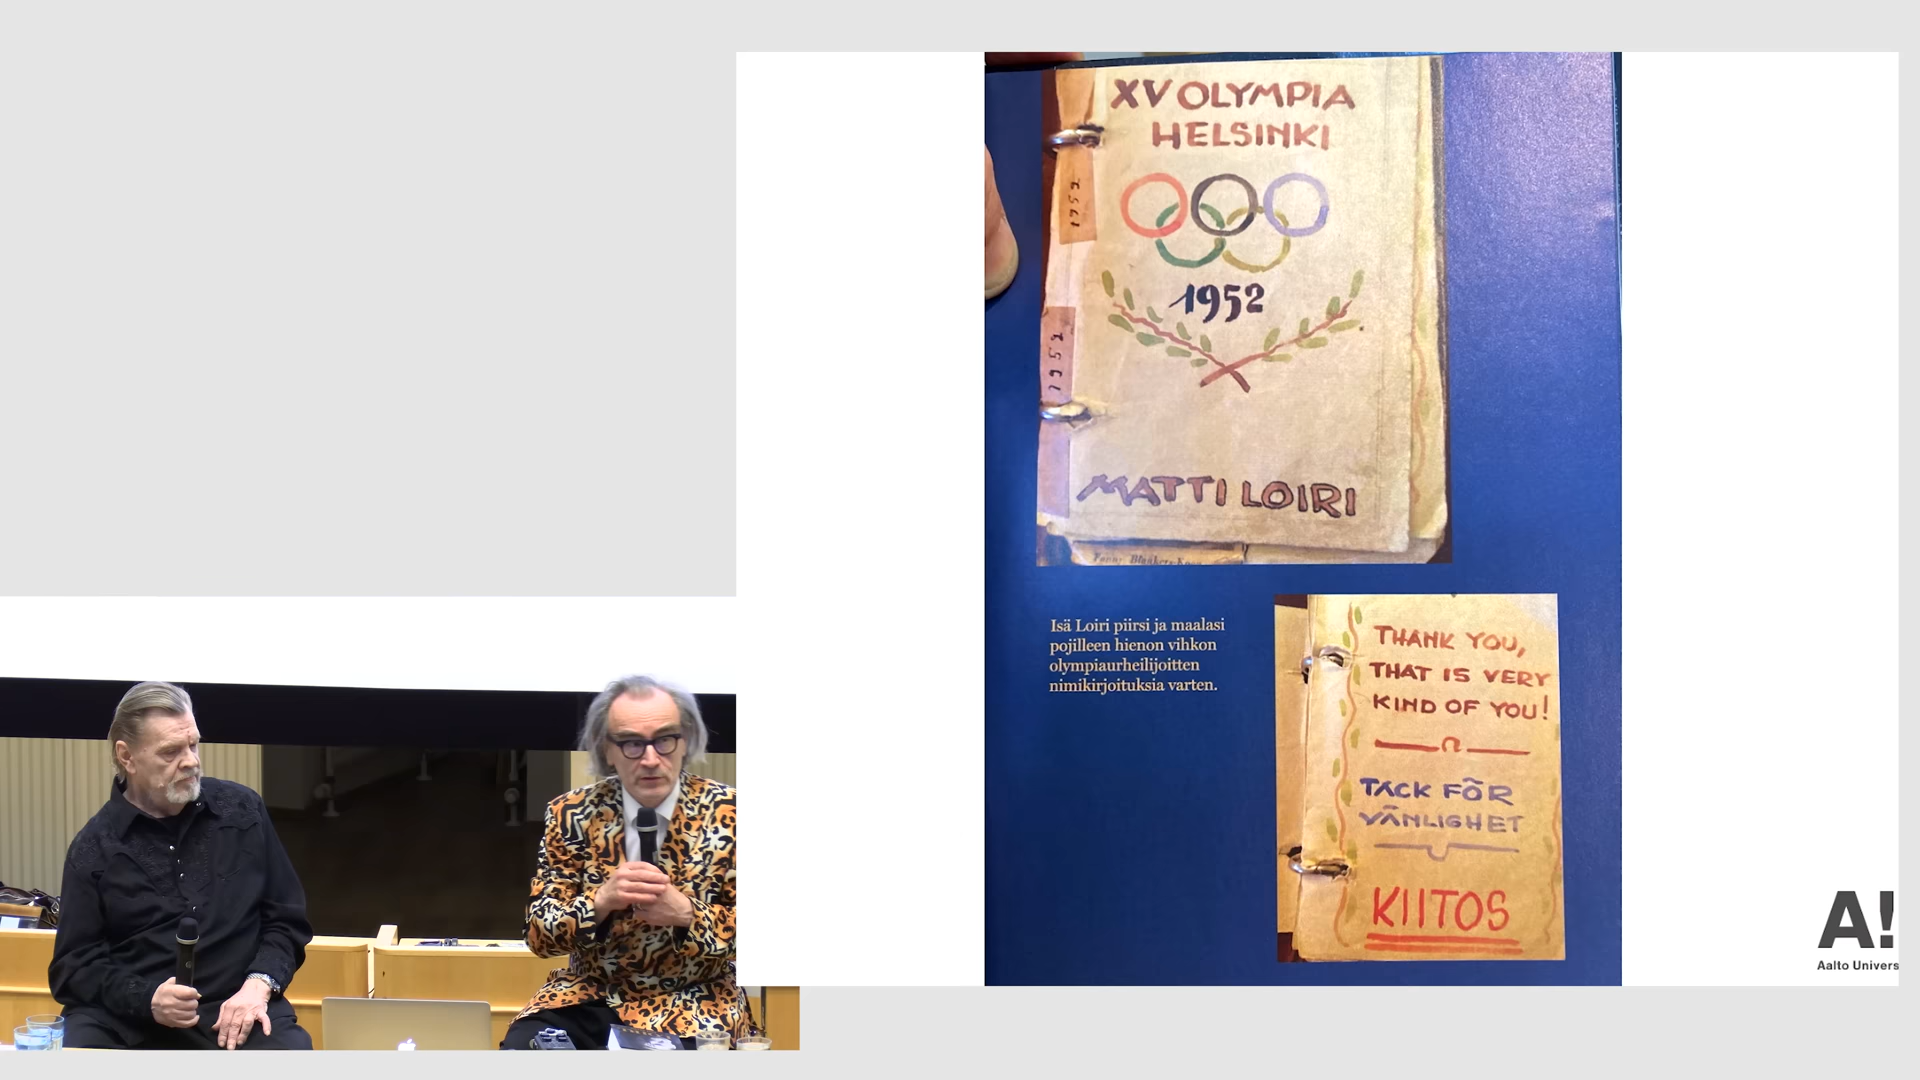 XV OLYMPIA
HELSINKI
1952
1952
1952
MATTI LOIRI
Isä Loiri piirsi ja maalasi
pojilleen hienon vihkon
olympiaurheilijoitten
nimikirjoituksia varten.
THANK YOU,
THAT IS VERY
KIND OF YOU!
TACK FÖR
VÄNLIGHET
KIITOS
A!
Aalto Univers